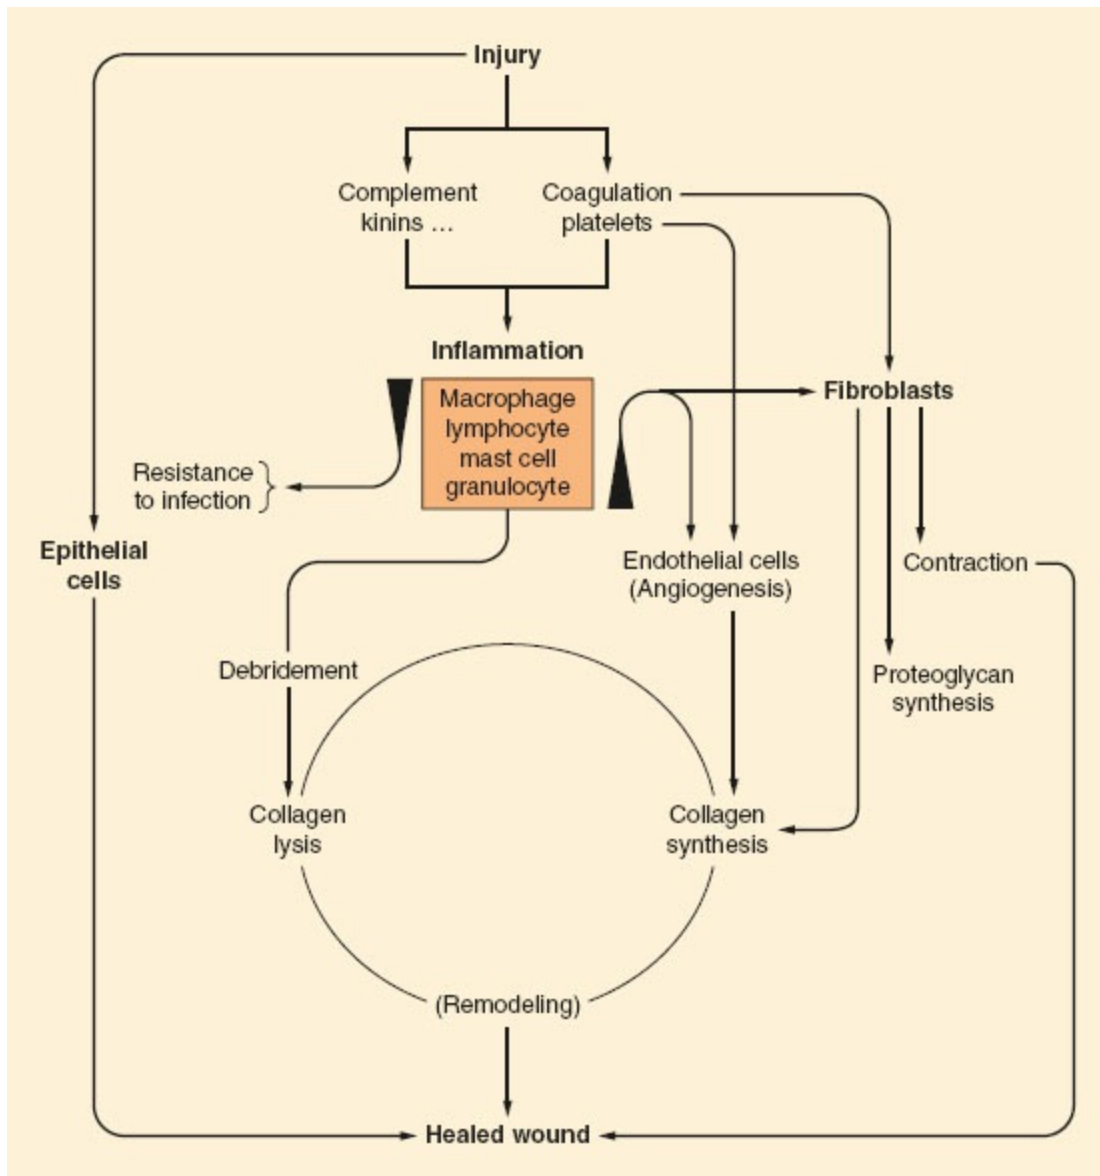 Injury
Complement
kinins ...
Coagulation
platelets
Inflammation
Macrophage
lymphocyte
mast cell
granulocyte
Fibroblasts
Resistance
to infection
Epithelial
cells
Endothelial cells
(Angiogenesis)
Contraction
Debridement
Proteoglycan
synthesis
Collagen
lysis
Collagen
synthesis
(Remodeling)
Healed wound